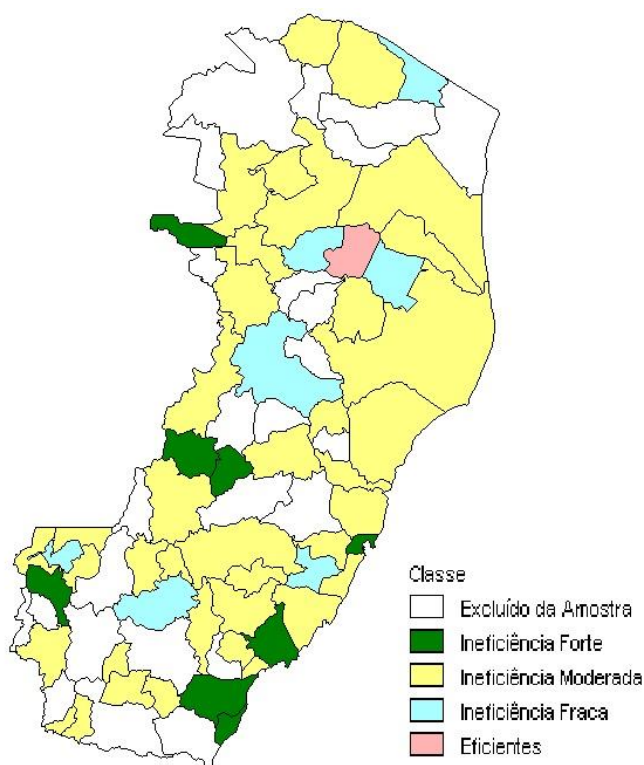 Classe
Excluído da Amostra
Ineficiência Forte
Ineficiência Moderada
Ineficiência Fraca
Eficientes